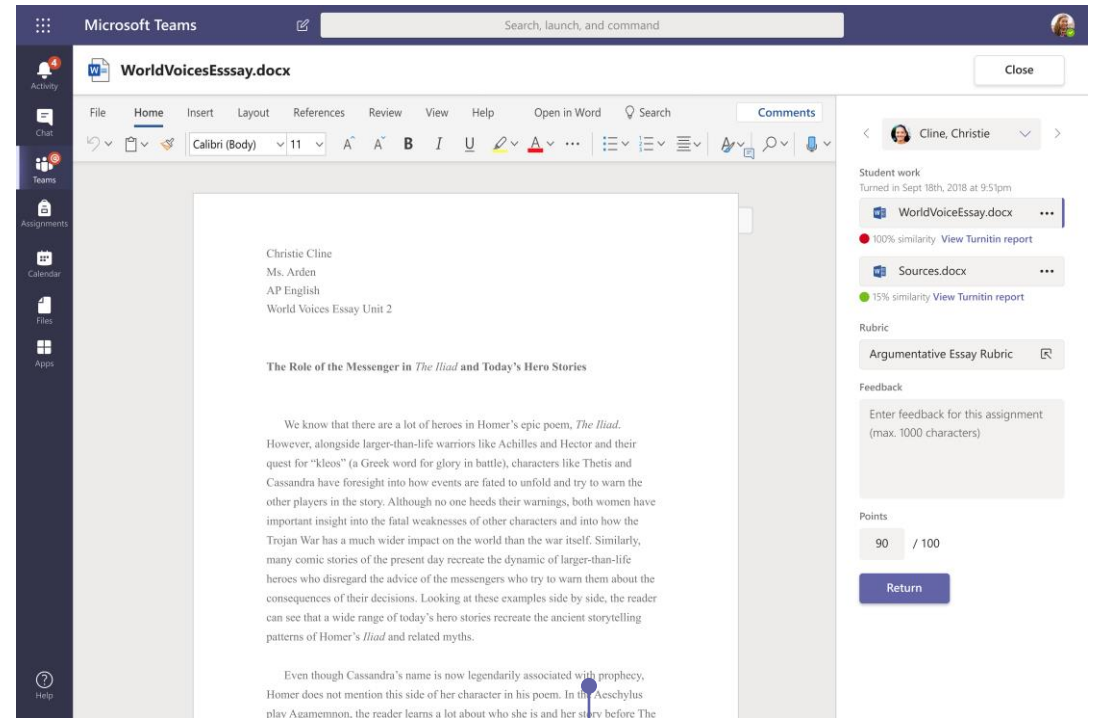 Microsoft Teams
Search, launch, and command
4
Activity
Chat
Teams
Assignments
Calendar
Files
Apps
Help
WorldVoicesEsssay.docx
Close
File Home Insert Layout References Review View Help Open in Word Search Comments
Calibri (Body) 11 A A B I U A
Christie Cline
Ms. Arden
AP English
World Voices Essay Unit 2
The Role of the Messenger in The Iliad and Today's Hero Stories
We know that there are a lot of heroes in Homer's epic poem, The Iliad.
However, alongside larger-than-life warriors like Achilles and Hector and their
quest for “kleos” (a Greek word for glory in battle), characters like Thetis and
Cassandra have foresight into how events are fated to unfold and try to warn the
other players in the story. Although no one heeds their warnings, both women have
important insight into the fatal weaknesses of other characters and into how the
Trojan War has a much wider impact on the world than the war itself. Similarly,
many comic stories of the present day recreate the dynamic of larger-than-life
heroes who disregard the advice of the messengers who try to warn them about the
consequences of their decisions. Looking at these examples side by side, the reader
can see that a wide range of today's hero stories recreate the ancient storytelling
patterns of Homer's Iliad and related myths.
Even though Cassandra's name is now legendarily associated with prophecy,
Homer does not mention this side of her character in his poem. In the Aeschylus
play Agamemnon, the reader learns a lot about who she is and her story before The
Cline, Christie
Student work
Turned in Sept 18th, 2018 at 9:51pm
WorldVoiceEssay.docx
100% similarity View Turnitin report
Sources.docx
15% similarity View Turnitin report
Rubric
Argumentative Essay Rubric
Feedback
Enter feedback for this assignment
(max. 1000 characters)
Points
90 / 100
Return